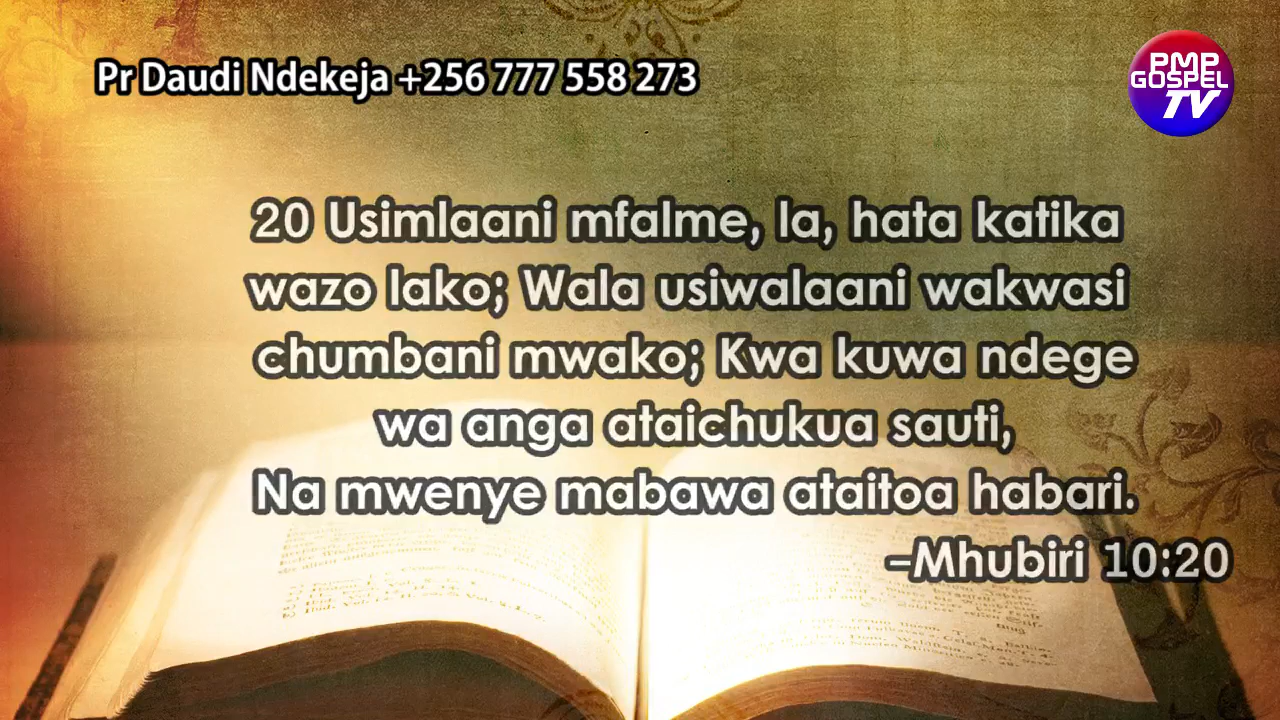 Pr Daudi Ndekeja +256 777 558 273
PMP
GOSPEL
TV
20 Usimlaani mfalme, la, hata katika
wazo lako; Wala usiwalaani wakwasi
chumbani mwako; Kwa kuwa ndege
wa anga ataichukua sauti,
Na mwenye mabawa ataitoa habari.
–Mhubiri 10:20